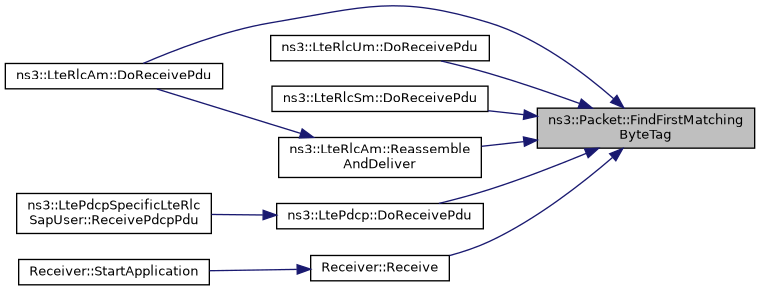 ns3::LteRlcAm::DoReceivePdu
ns3::LteRlcUm::DoReceivePdu
ns3::LteRlcSm::DoReceivePdu
ns3::LteRlcAm::Reassemble
AndDeliver
ns3::Packet::FindFirstMatching
ByteTag
ns3::LtePdcpSpecificLteRlc
SapUser::ReceivePdcpPdu
ns3::LtePdcp::DoReceivePdu
Receiver::StartApplication
Receiver::Receive